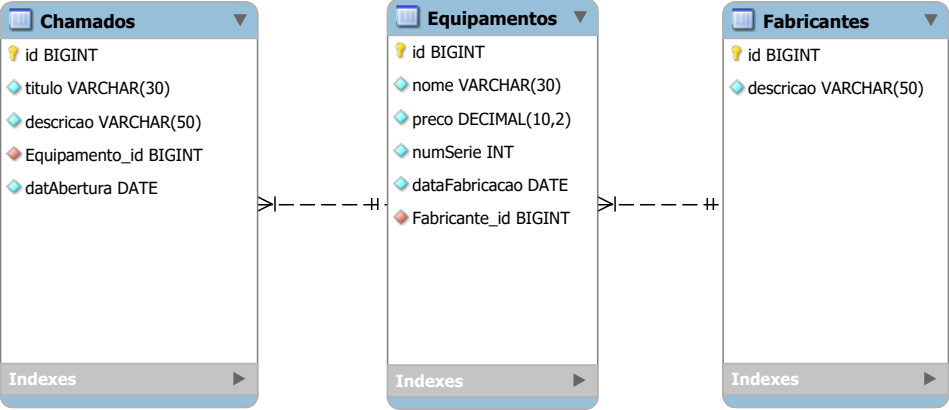 Chamados
id BIGINT
titulo VARCHAR(30)
descricao VARCHAR(50)
Equipamento_id BIGINT
datAbertura DATE
Indexes
Equipamentos
id BIGINT
nome VARCHAR(30)
preco DECIMAL(10,2)
numSerie INT
dataFabricacao DATE
Fabricante_id BIGINT
Indexes
Fabricantes
id BIGINT
descricao VARCHAR(50)
Indexes